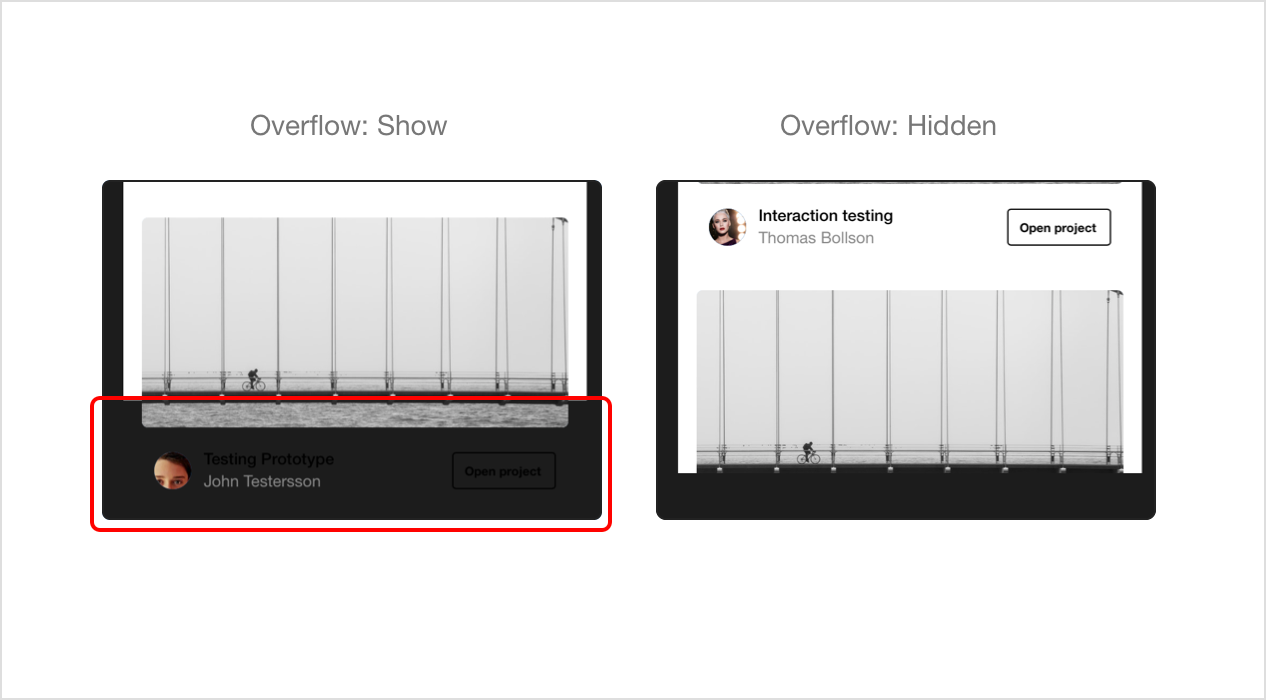 Overflow: Show
Overflow: Hidden
Testing Prototype
John Testersson
Open project
Interaction testing
Thomas Bollson
Open project